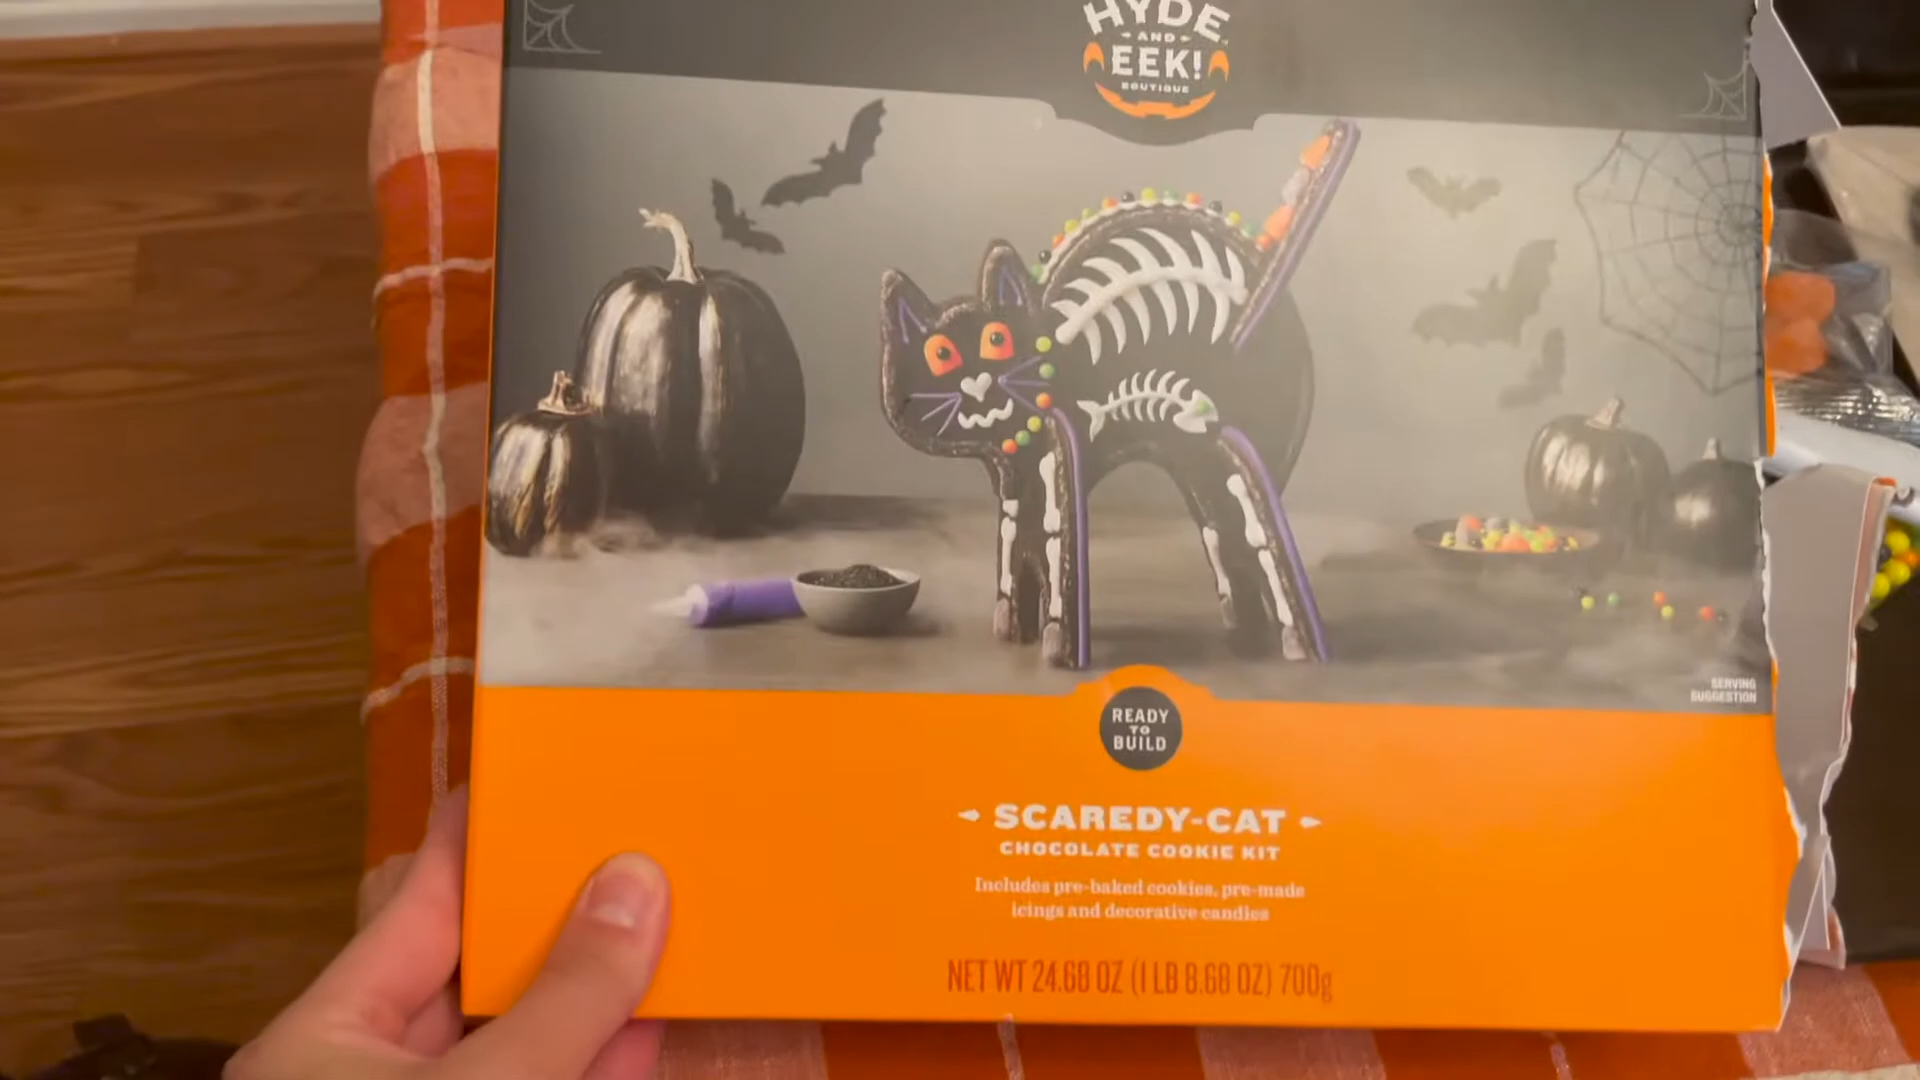 HYDE
AND
EEK!
BOUTIQUE
SERVING
SUGGESTION
READY
TO
BUILD
SCAREDY-CAT
CHOCOLATE COOKIE KIT
Includes pre-baked cookies, pre-made
icings and decorative candies
NET WT 24.68 OZ (1 LB 8.68 OZ) 700g